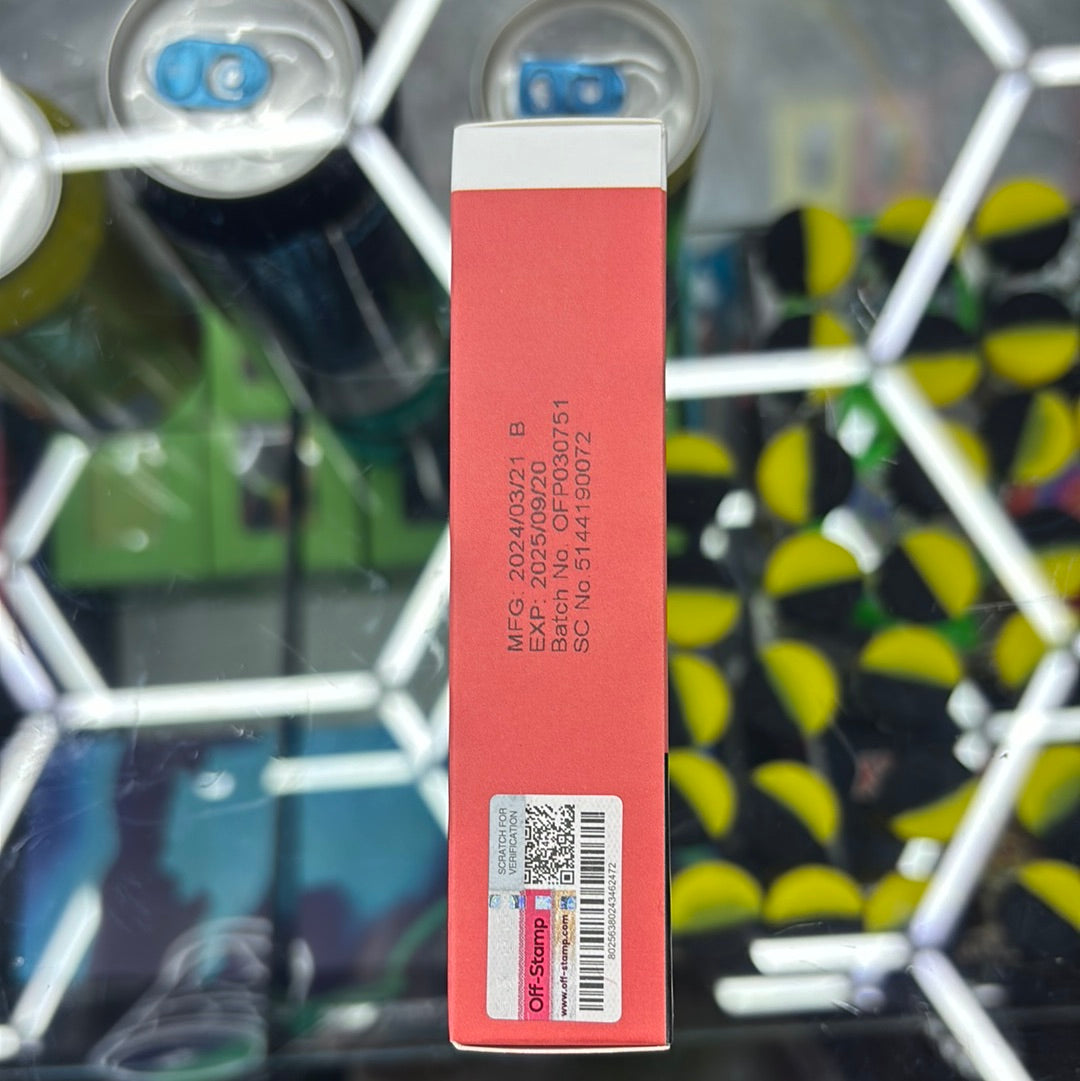 MFG: 2024/03/21 B
EXP: 2025/09/20
Batch No. OFP030751
SC No.5144190072
SCRATCH FOR
VERIFICATION
Off-Stamp
www.off-stamp.com
80256380243462472